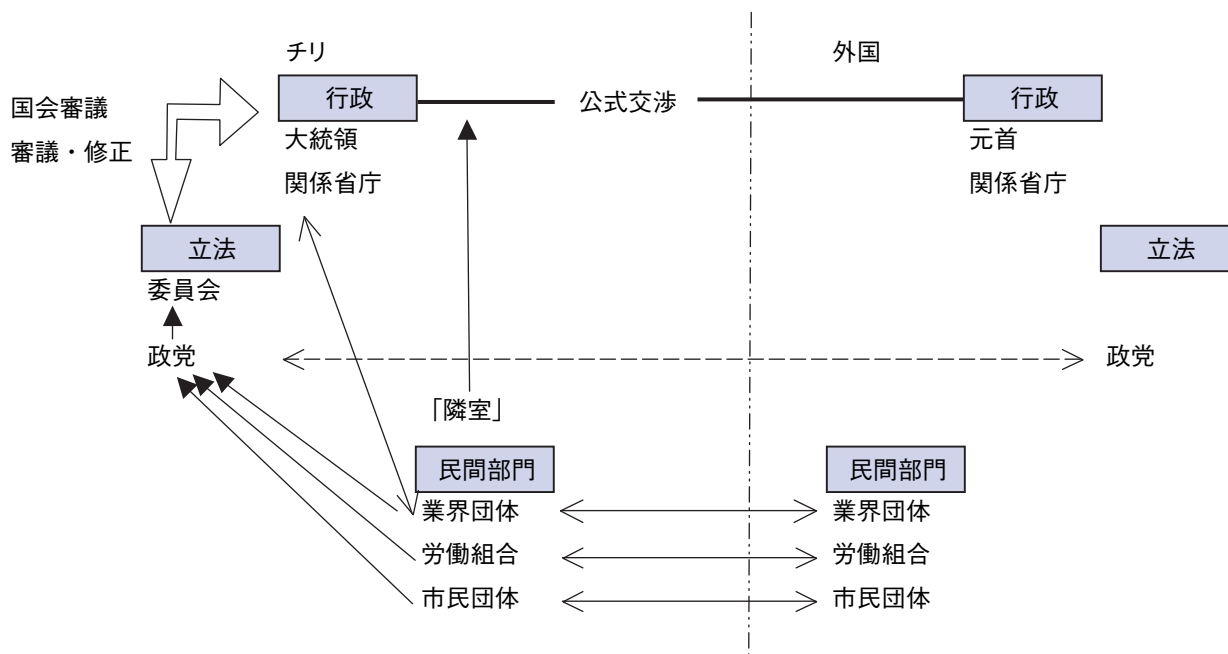 チリ
外国
国会審議
審議・修正
行政
公式交渉
行政
大統領
関係省庁
元首
関係省庁
立法
委員会
立法
政党
政党
「隣室」
民間部門
業界団体
労働組合
市民団体
民間部門
業界団体
労働組合
市民団体